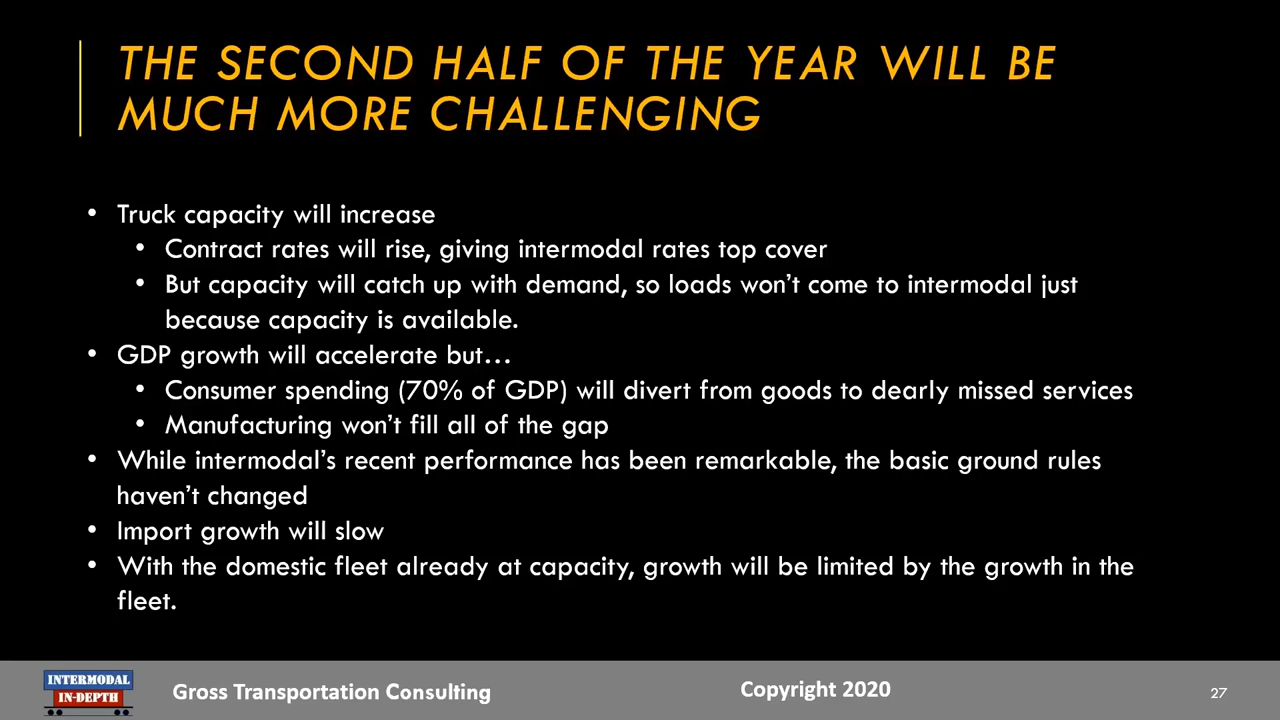 THE SECOND HALF OF THE YEAR WILL BE
MUCH MORE CHALLENGING
• Truck capacity will increase
• Contract rates will rise, giving intermodal rates top cover
• But capacity will catch up with demand, so loads won’t come to intermodal just
because capacity is available.
• GDP growth will accelerate but…
• Consumer spending (70% of GDP) will divert from goods to dearly missed services
• Manufacturing won’t fill all of the gap
• While intermodal’s recent performance has been remarkable, the basic ground rules
haven’t changed
• Import growth will slow
• With the domestic fleet already at capacity, growth will be limited by the growth in the
fleet.
INTERMODAL
IN-DEPTH
Gross Transportation Consulting
Copyright 2020
27